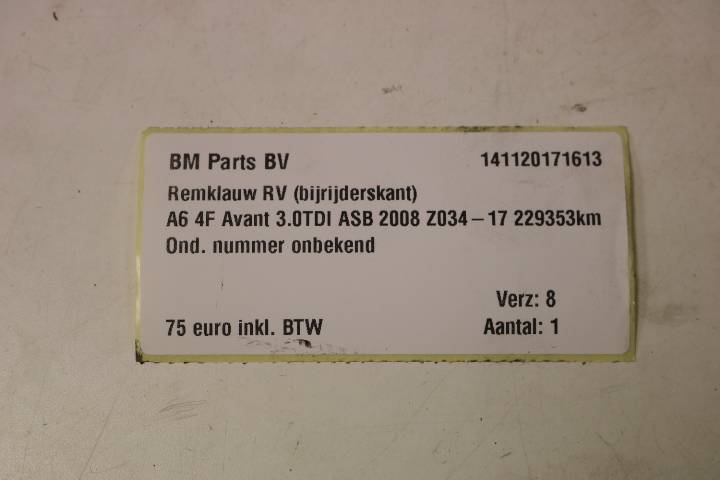 BM Parts BV 141120171613
Remklauw RV (bijrijderskant)
A6 4F Avant 3.0TDI ASB 2008 Z034-17 229353km
Ond. nummer onbekend
Verz: 8
75 euro inkl. BTW Aantal: 1